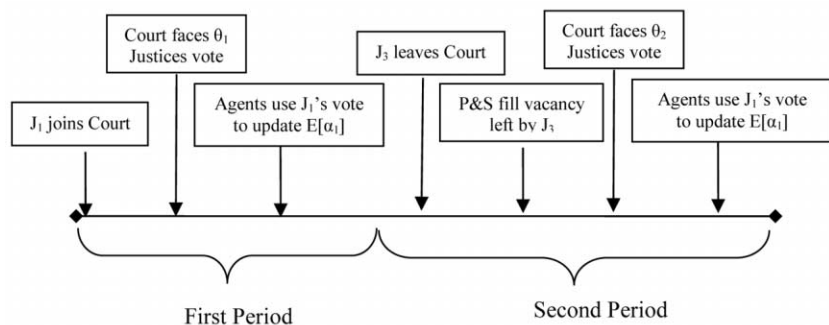 Court faces θ₁
Justices vote
J₃ leaves Court
Court faces θ₂
Justices vote
J₁ joins Court
Agents use J₁'s vote
to update E[α₁]
P&S fill vacancy
left by J₃
Agents use J₁'s vote
to update E[α₁]
First Period
Second Period